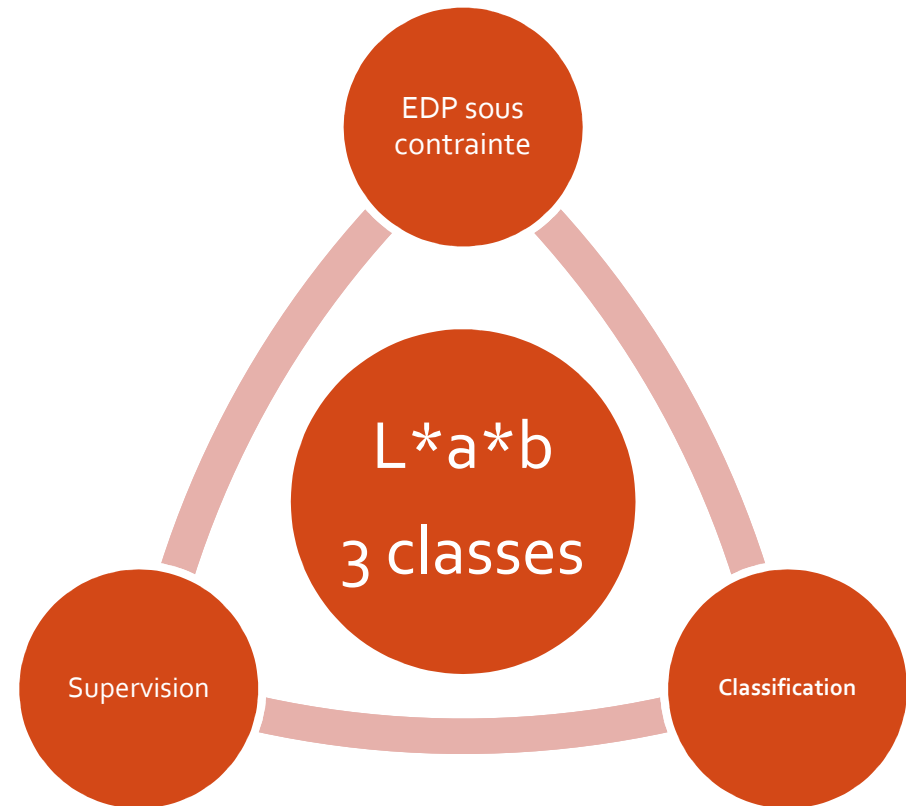 EDP sous
contrainte
L*a*b
3 classes
Supervision
Classification